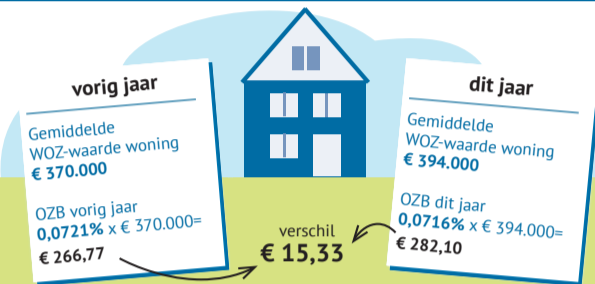 vorig jaar
Gemiddelde
WOZ-waarde woning
€ 370.000
OZB vorig jaar
0,0721% x € 370.000=
€ 266,77
verschil
€ 15,33
dit jaar
Gemiddelde
WOZ-waarde woning
€ 394.000
OZB dit jaar
0,0716% x € 394.000=
€ 282,10